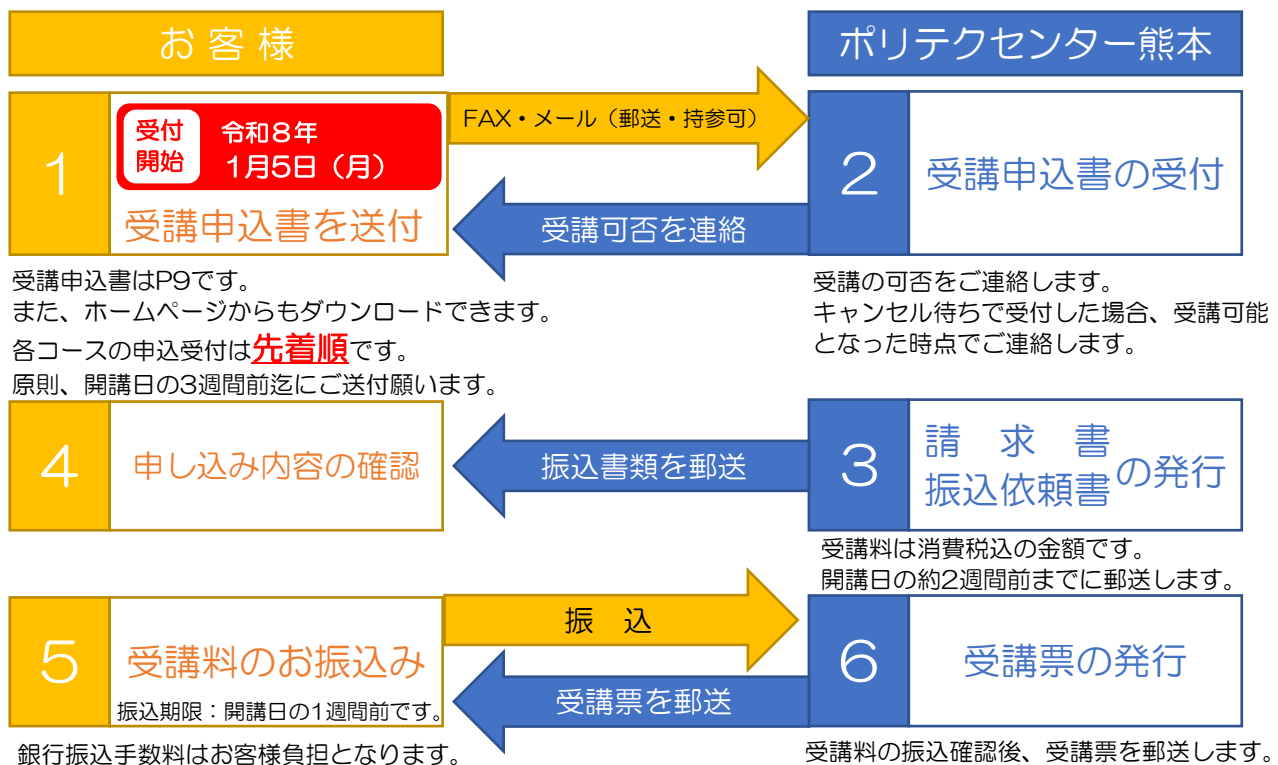 お客様
ポリテクセンター熊本
1
受付
開始
令和8年
1月5日（月）
受講申込書を送付
FAX・メール（郵送・持参可）
受講可否を連絡
2
受講申込書の受付
受講申込書はP9です。
また、ホームページからもダウンロードできます。
各コースの申込受付は先着順です。
原則、開講日の3週間前迄にご送付願います。
受講の可否をご連絡します。
キャンセル待ちで受付した場合、受講可能
となった時点でご連絡します。
4
申し込み内容の確認
振込書類を郵送
3
請　求　書
振込依頼書
の発行
受講料は消費税込の金額です。
開講日の約2週間前までに郵送します。
5
受講料のお振込み
振込期限：開講日の1週間前です。
振　込
受講票を郵送
6
受講票の発行
銀行振込手数料はお客様負担となります。
受講料の振込確認後、受講票を郵送します。